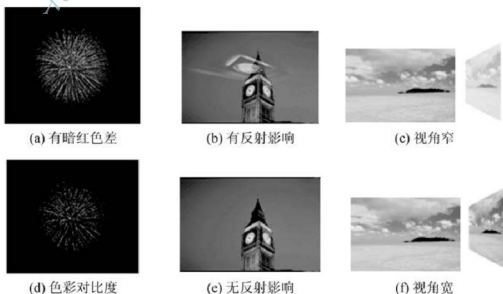 (a) 有暗红色差
(b) 有反射影响
(c) 视角窄
(d) 色彩对比度
(e) 无反射影响
(f) 视角宽